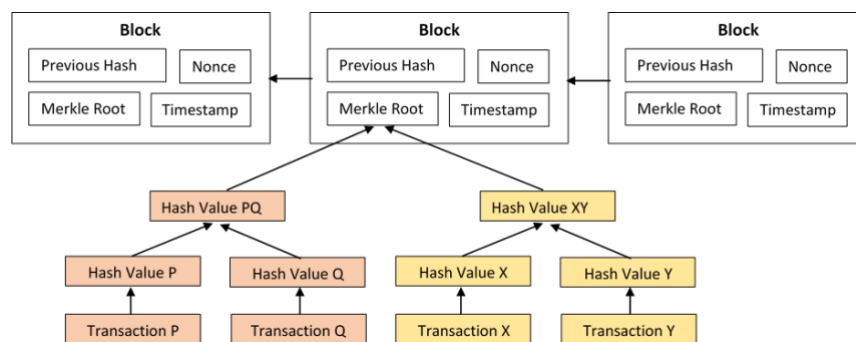 Block Block Block
Previous Hash Nonce Previous Hash Nonce Previous Hash Nonce
Merkle Root Timestamp Merkle Root Timestamp Merkle Root Timestamp
Hash Value PQ Hash Value XY
Hash Value P Hash Value Q Hash Value X Hash Value Y
Transaction P Transaction Q Transaction X Transaction Y